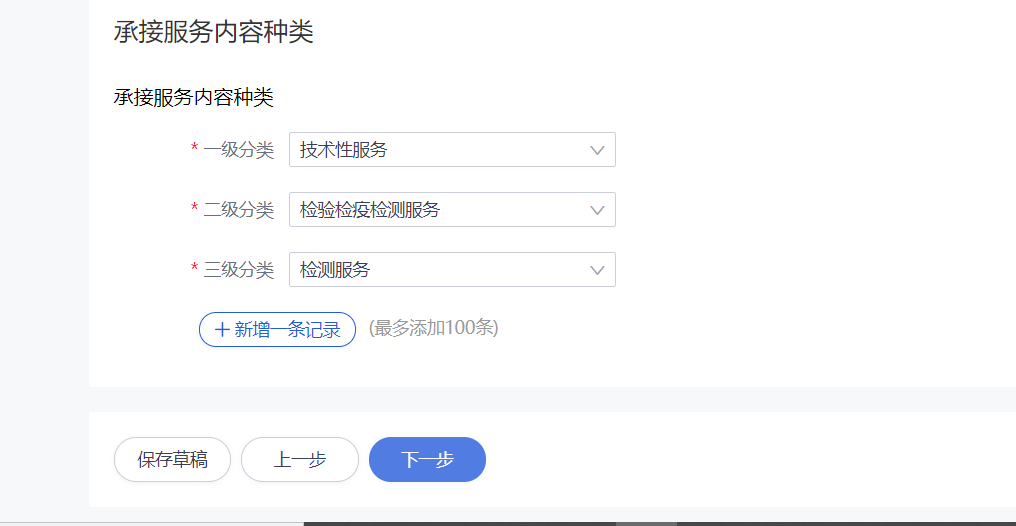 承接服务内容种类
承接服务内容种类
* 一级分类 技术性服务
* 二级分类 检验检疫检测服务
* 三级分类 检测服务
+ 新增一条记录 (最多添加100条)
保存草稿 上一步 下一步